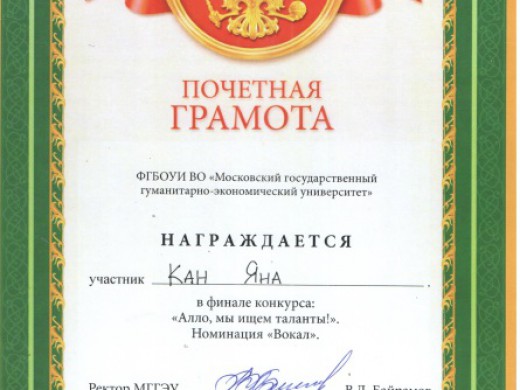 ПОЧЕТНАЯ
ГРАМОТА
ФГБОУИ ВО «Московский государственный
гуманитарно-экономический университет»
НАГРАЖДАЕТСЯ
участник Кан Яна
в финале конкурса:
«Алло, мы ищем таланты!».
Номинация «Вокал».
Ректор МГГЭУ В.Д. Байрамов